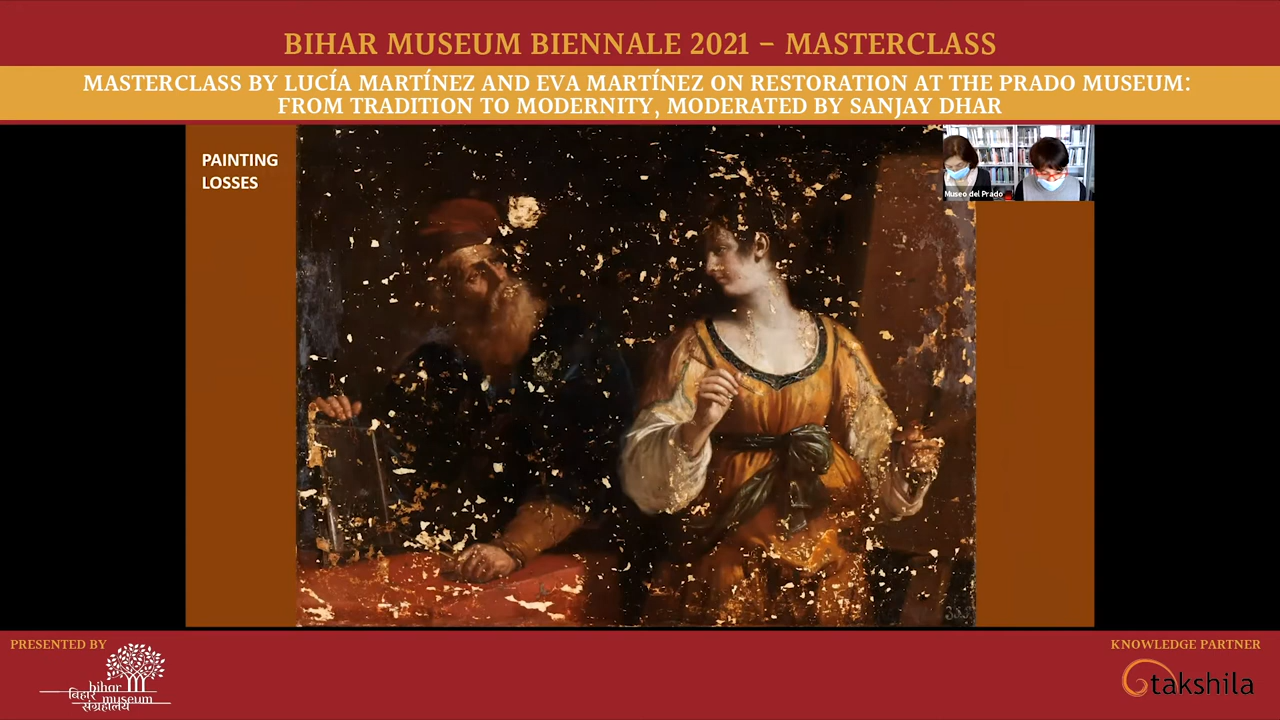 BIHAR MUSEUM BIENNALE 2021 – MASTERCLASS
MASTERCLASS BY LUCÍA MARTÍNEZ AND EVA MARTÍNEZ ON RESTORATION AT THE PRADO MUSEUM:
FROM TRADITION TO MODERNITY, MODERATED BY SANJAY DHAR
PAINTING
LOSSES
Museo del Prado
PRESENTED BY
bihar
बिहार museum
संग्रहालय
KNOWLEDGE PARTNER
takshila